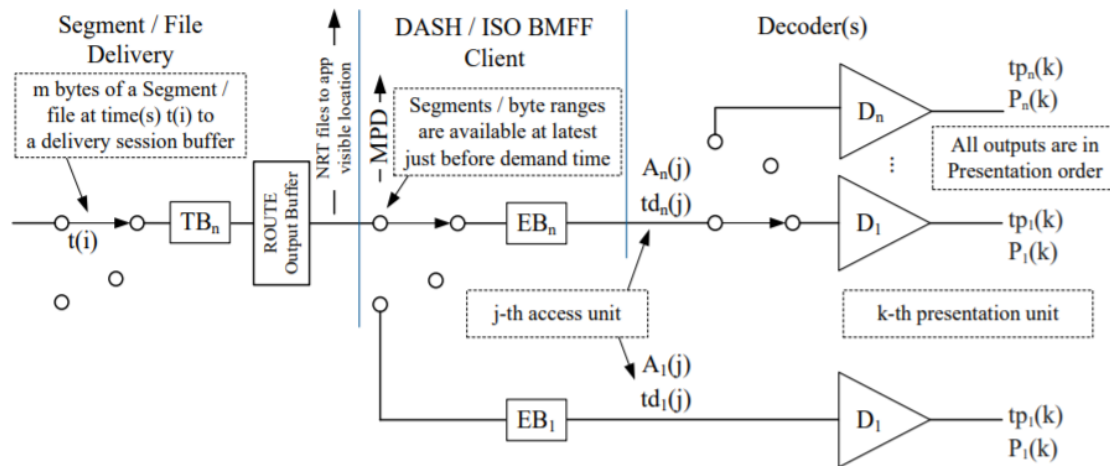 Segment / File
Delivery
m bytes of a Segment /
file at time(s) t(i) to
a delivery session buffer
t(i)
TBₙ
ROUTE
Output Buffer
NRT files to app
visible location
DASH / ISO BMFF
Client
MPD
Segments / byte ranges
are available at latest
just before demand time
EBₙ
Aₙ(j)
tdₙ(j)
j-th access unit
A₁(j)
td₁(j)
EB₁
Decoder(s)
Dₙ
tpₙ(k)
Pₙ(k)
All outputs are in
Presentation order
⋮
D₁
tp₁(k)
P₁(k)
k-th presentation unit
D₁
tp₁(k)
P₁(k)